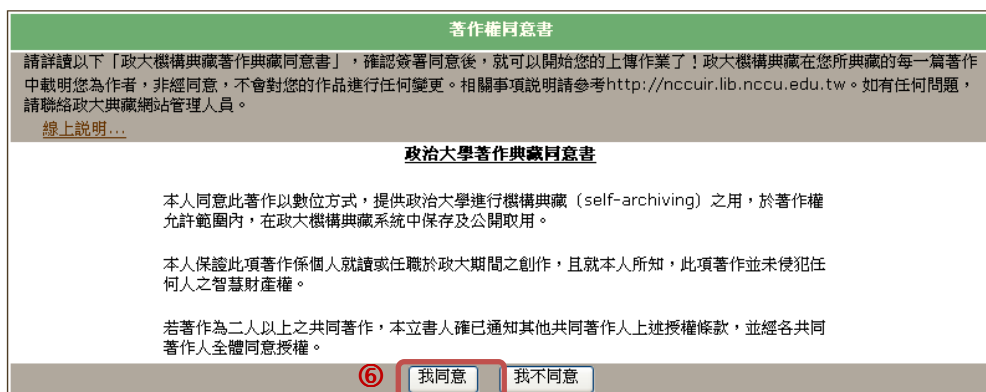 著作權同意書
請詳讀以下「政大機構典藏著作典藏同意書」，確認簽署同意後，就可以開始您的上傳作業了！政大機構典藏在您所典藏的每一篇著作
中載明您為作者，非經同意，不會對您的作品進行任何變更。相關事項說明請參考http://nccuir.lib.nccu.edu.tw。如有任何問題，
請聯絡政大典藏網站管理人員。
線上說明...
政治大學著作典藏同意書
本人同意此著作以數位方式，提供政治大學進行機構典藏（self-archiving）之用，於著作權
允許範圍內，在政大機構典藏系統中保存及公開取用。
本人保證此項著作係個人就讀或任職於政大期間之創作，且就本人所知，此項著作並未侵犯任
何人之智慧財產權。
若著作為二人以上之共同著作，本立書人確已通知其他共同著作人上述授權條款，並經各共同
著作人全體同意授權。
⑥ 我同意 我不同意